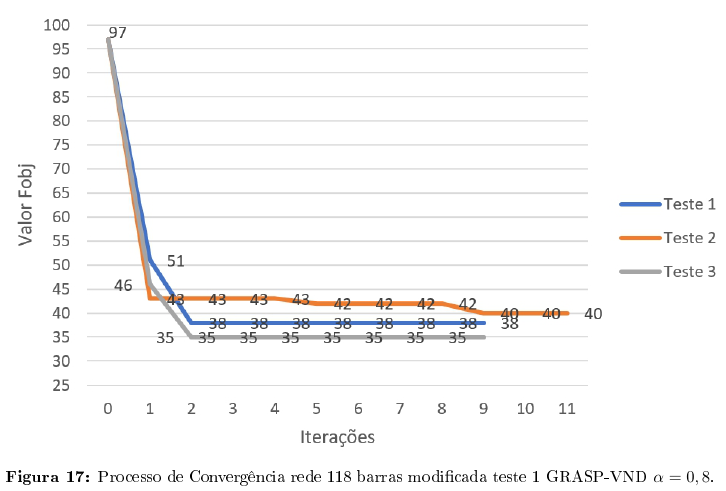 100
95
90
85
80
75
70
65
60
55
50
45
40
35
30
25
Valor Fobj
97
51
46
43 43 43 43 42 42 42 42 40 40 40
38 38 38 38 38 38 38 38
35 35 35 35 35 35 35 35
0 1 2 3 4 5 6 7 8 9 10 11
Iterações
Teste 1
Teste 2
Teste 3
Figura 17: Processo de Convergência rede 118 barras modificada teste 1 GRASP-VND α = 0, 8.